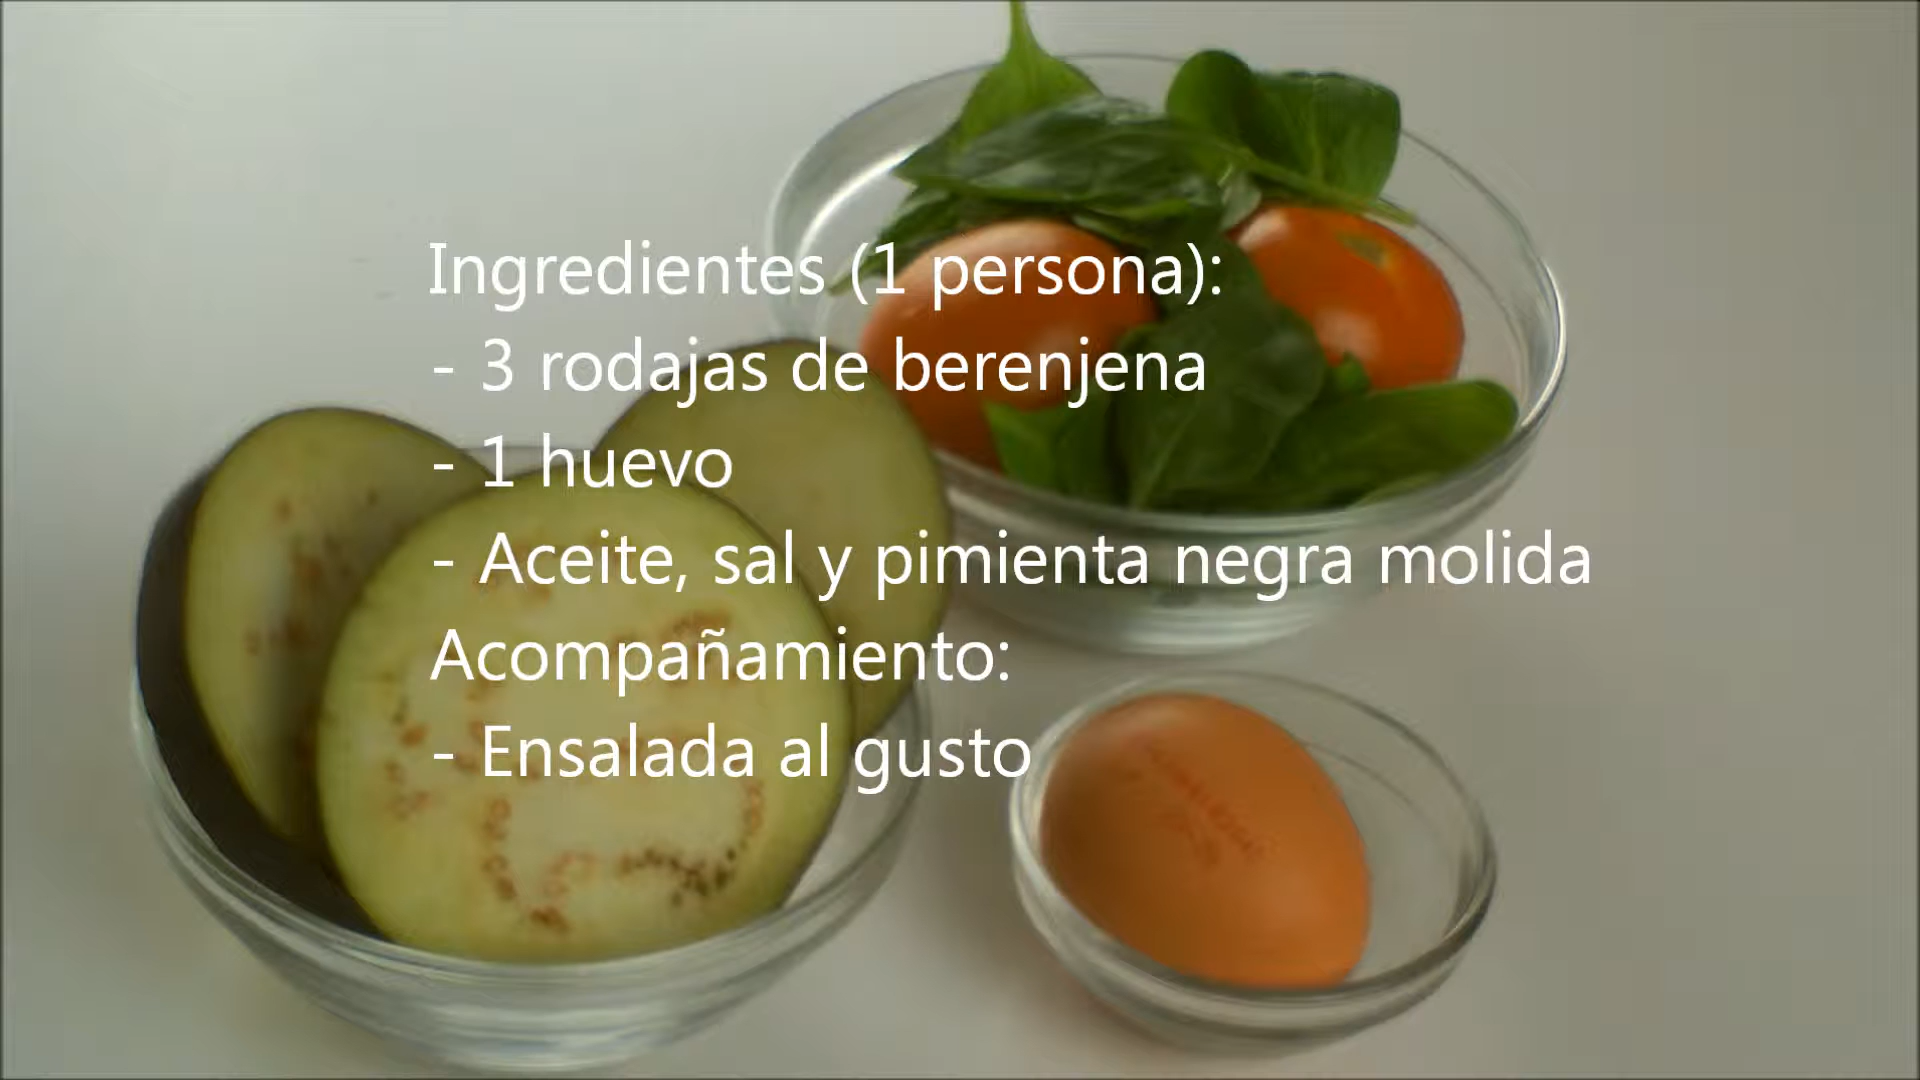 Ingredientes (1 persona):
- 3 rodajas de berenjena
- 1 huevo
- Aceite, sal y pimienta negra molida
Acompañamiento:
- Ensalada al gusto